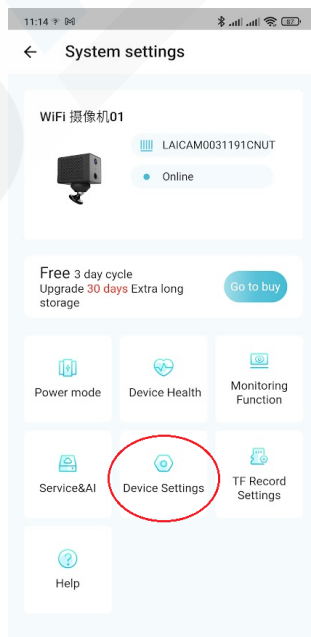 11:14
87
System settings
WiFi 摄像机01
LAICAM0031191CNUT
Online
Free 3 day cycle
Upgrade 30 days Extra long
storage
Go to buy
Power mode
Device Health
Monitoring
Function
Service&AI
Device Settings
TF Record
Settings
Help